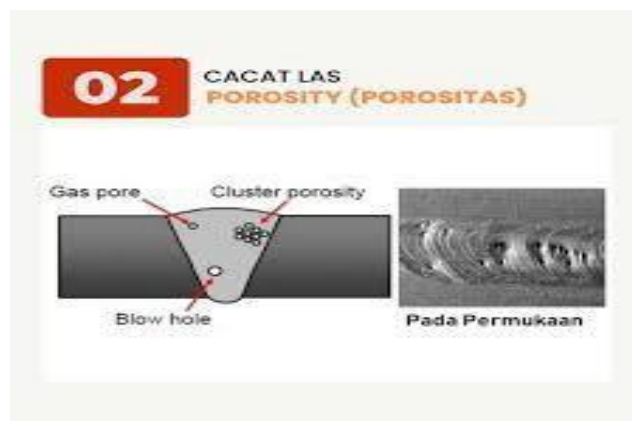 02
CACAT LAS
POROSITY (POROSITAS)
Gas pore
Cluster porosity
Blow hole
Pada Permukaan